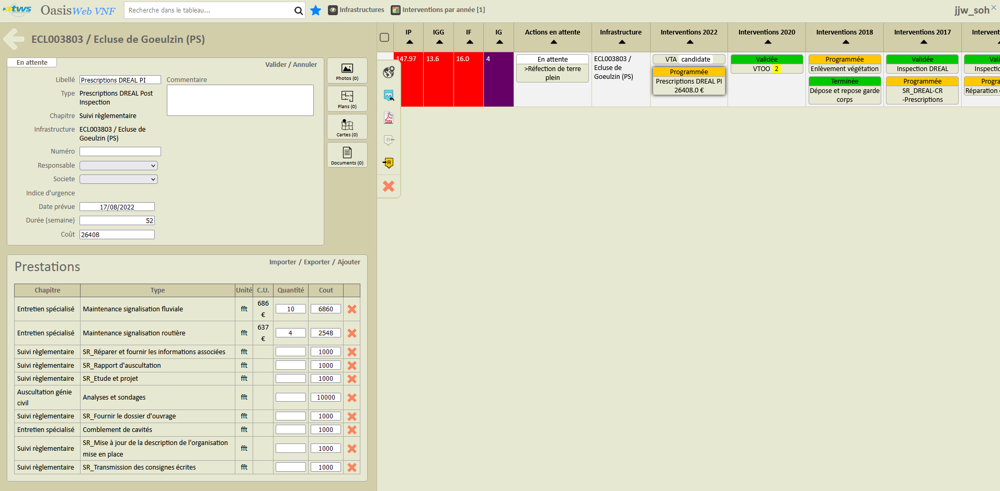 tws OasisWeb VNF Recherche dans le tableau... Infrastructures Interventions par année [1] jjw_soh
ECL003803 / Ecluse de Goeulzin (PS)
En attente
Valider / Annuler
Libellé Prescriptions DREAL PI
Commentaire
Type Prescriptions DREAL Post
Inspection
Chapitre Suivi règlementaire
Infrastructure ECL003803 / Ecluse de
Goeulzin (PS)
Numéro
Responsable
Societe
Indice d'urgence
Date prévue 17/08/2022
Durée (semaine) 52
Coût 26408
Photos (0)
Plans (0)
Cartes (0)
Documents (0)
Prestations
Importer / Exporter / Ajouter
Chapitre Type Unité C.U. Quantité Cout
Entretien spécialisé Maintenance signalisation fluviale fft 686 € 10 6860
Entretien spécialisé Maintenance signalisation routière fft 637 € 4 2548
Suivi règlementaire SR_Réparer et fournir les informations associées fft 1000
Suivi règlementaire SR_Rapport d'auscultation fft 1000
Suivi règlementaire SR_Etude et projet fft 1000
Auscultation génie
civil Analyses et sondages fft 10000
Suivi règlementaire SR_Fournir le dossier d'ouvrage fft 1000
Entretien spécialisé Comblement de cavités fft 1000
Suivi règlementaire SR_Mise à jour de la description de l'organisation
mise en place fft 1000
Suivi règlementaire SR_Transmission des consignes écrites fft 1000
IP IGG IF IG Actions en attente Infrastructure Interventions 2022 Interventions 2020 Interventions 2018 Interventions 2017 Intervent
147.97 13.6 16.0 4
En attente
>Réfection de terre
plein
ECL003803 /
Ecluse de
Goeulzin (PS)
VTA candidate
Programmée
Prescriptions DREAL PI
26408.0 €
Validée
VTOO 2
Programmée
Enlèvement végétation
Terminée
Dépose et repose garde
corps
Validée
Inspection DREAL
Programmée
SR_DREAL-CR
-Prescriptions
Vali
Inspectio
Progra
Réparation